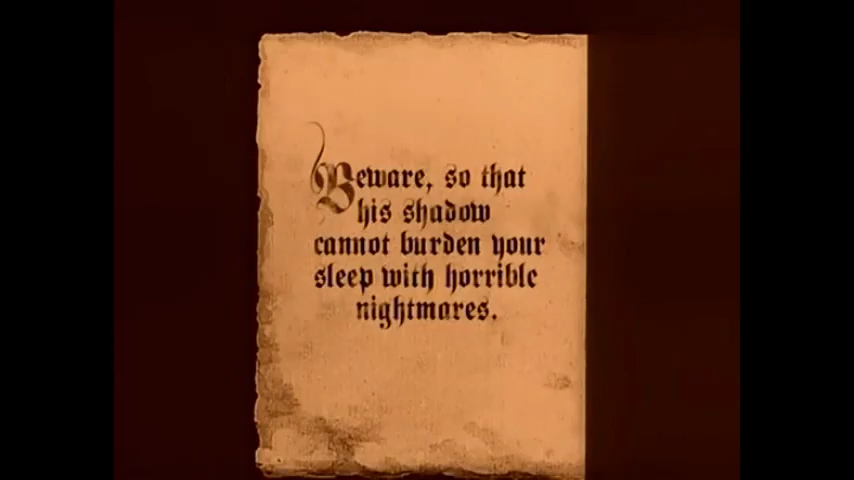 Beware, so that
his shadow
cannot burden your
sleep with horrible
nightmares.